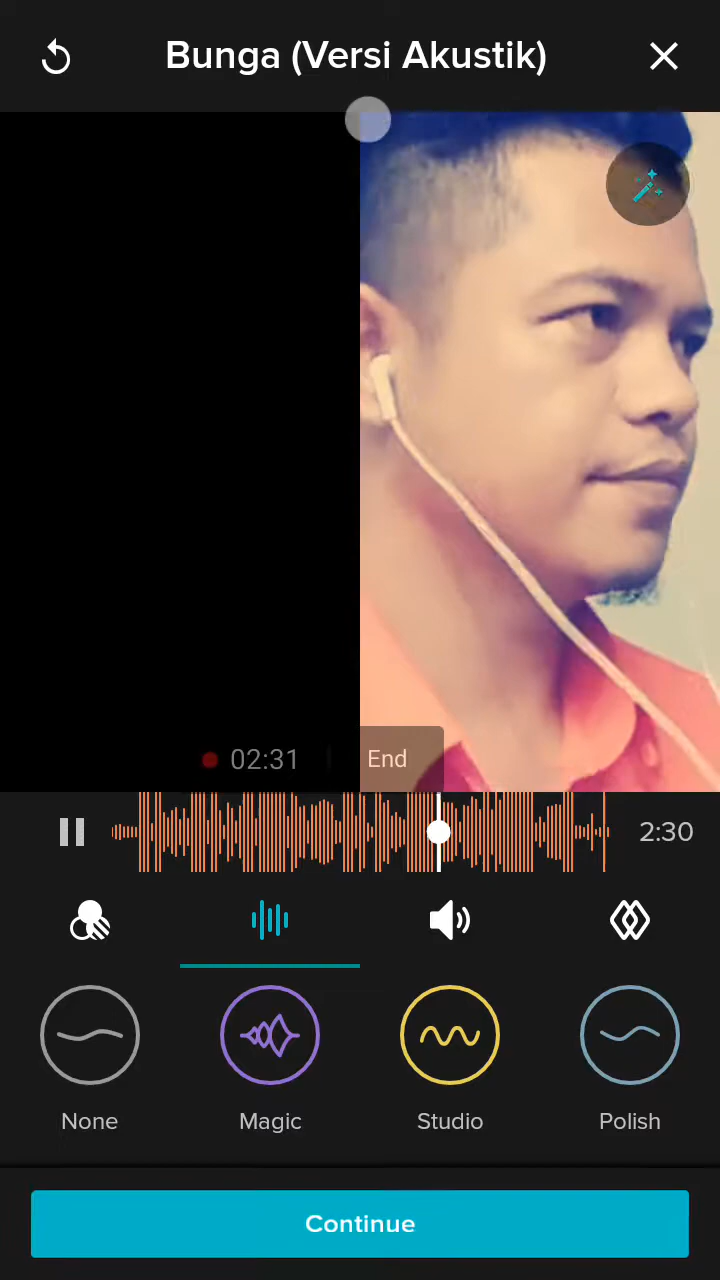 Bunga (Versi Akustik)
02:31
End
2:30
None
Magic
Studio
Polish
Continue